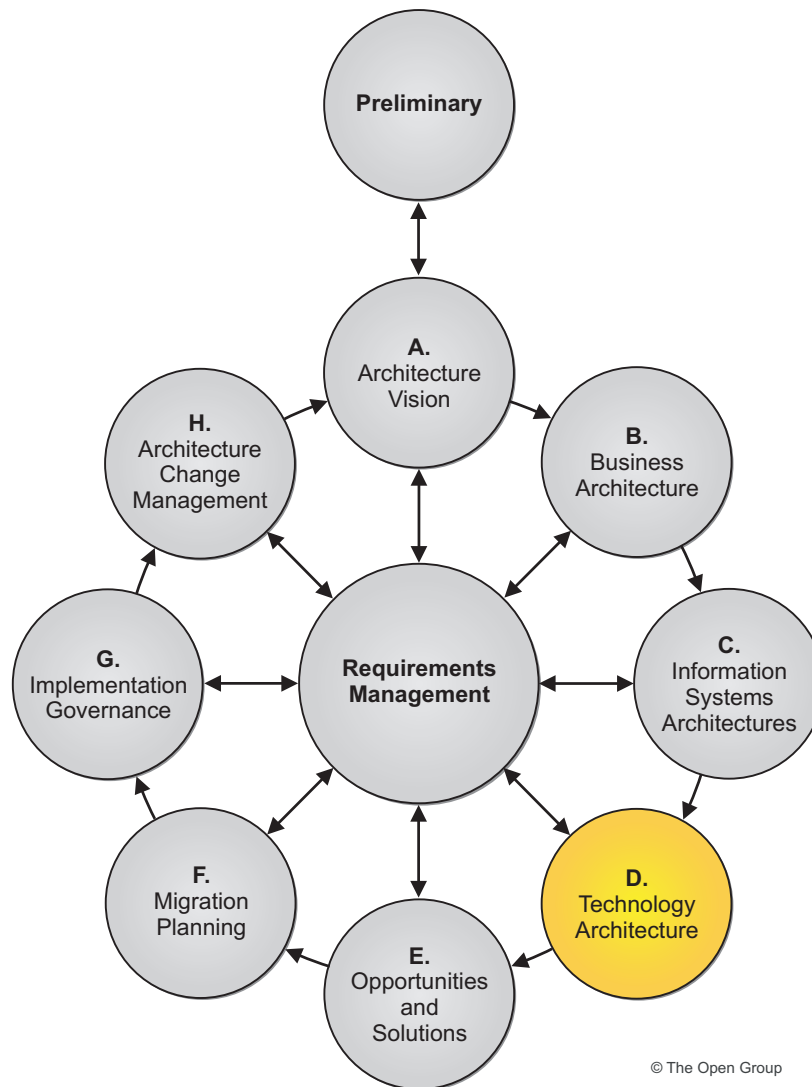 Preliminary
A.
Architecture
Vision
B.
Business
Architecture
H.
Architecture
Change
Management
C.
Information
Systems
Architectures
Requirements
Management
G.
Implementation
Governance
D.
Technology
Architecture
F.
Migration
Planning
E.
Opportunities
and
Solutions
© The Open Group